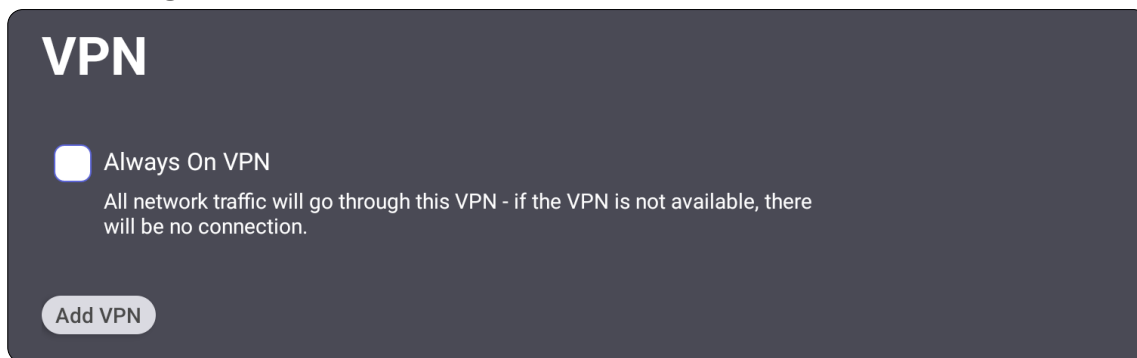 VPN
Always On VPN
All network traffic will go through this VPN - if the VPN is not available, there
will be no connection.
Add VPN